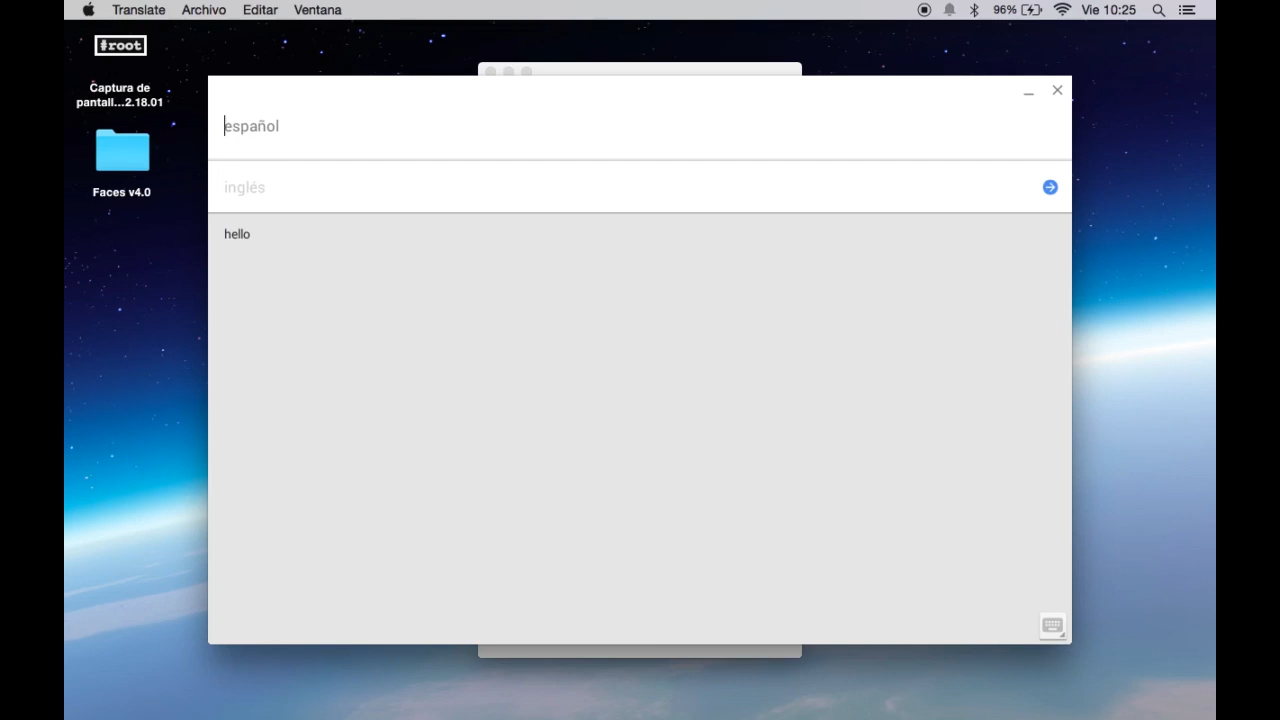 Translate Archivo Editar Ventana 96% Vie 10:25
#root
Captura de
pantall...2.18.01
Faces v4.0
español
inglés
hello